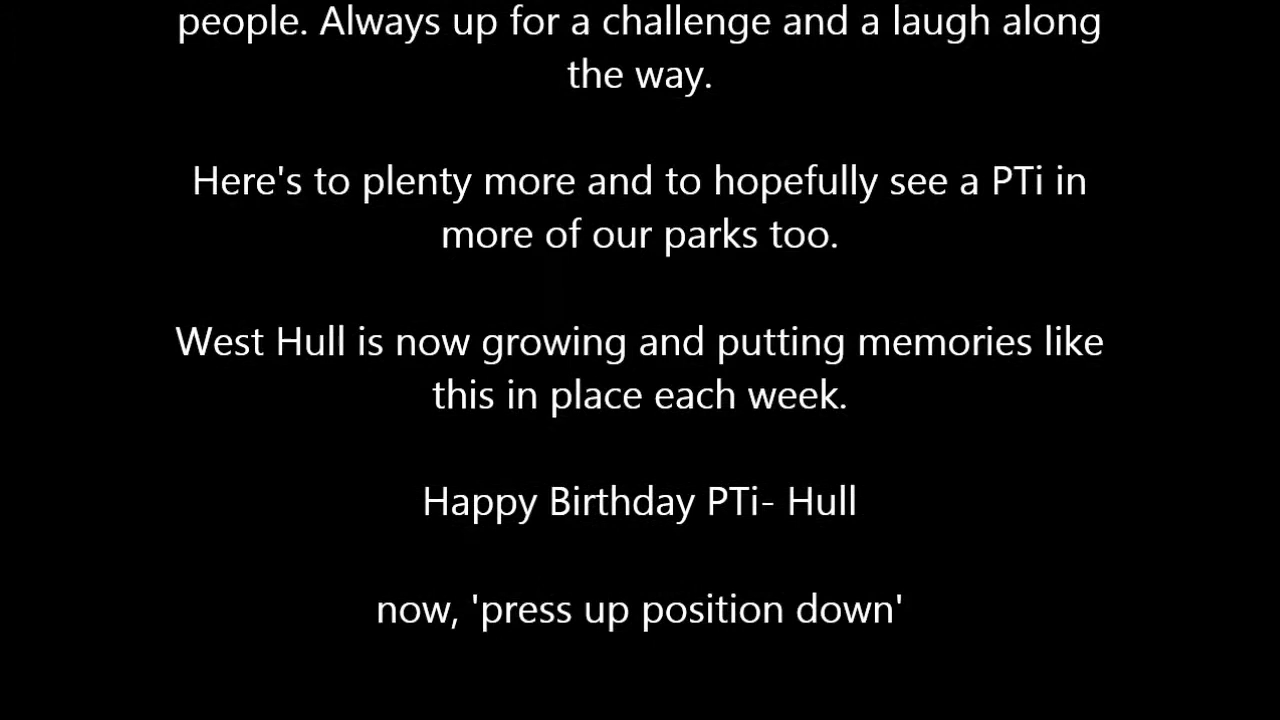 people. Always up for a challenge and a laugh along
the way.
Here's to plenty more and to hopefully see a PTi in
more of our parks too.
West Hull is now growing and putting memories like
this in place each week.
Happy Birthday PTi- Hull
now, 'press up position down'